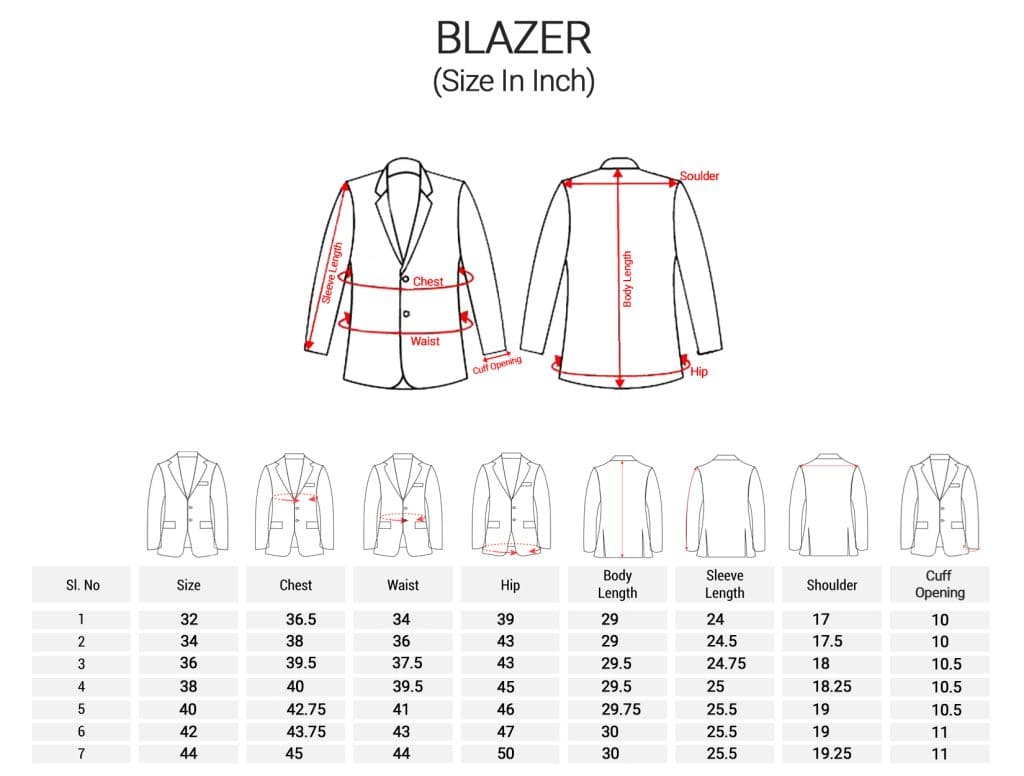 BLAZER
(Size In Inch)
Soulder
Sleeve Length
Body Length
Chest
Waist
Cuff Opening
Hip
Sl. No Size Chest Waist Hip Body Length Sleeve Length Shoulder Cuff Opening
1 32 36.5 34 39 29 24 17 10
2 34 38 36 43 29 24.5 17.5 10
3 36 39.5 37.5 43 29.5 24.75 18 10.5
4 38 40 39.5 45 29.5 25 18.25 10.5
5 40 42.75 41 46 29.75 25.5 19 10.5
6 42 43.75 43 47 30 25.5 19 11
7 44 45 44 50 30 25.5 19.25 11